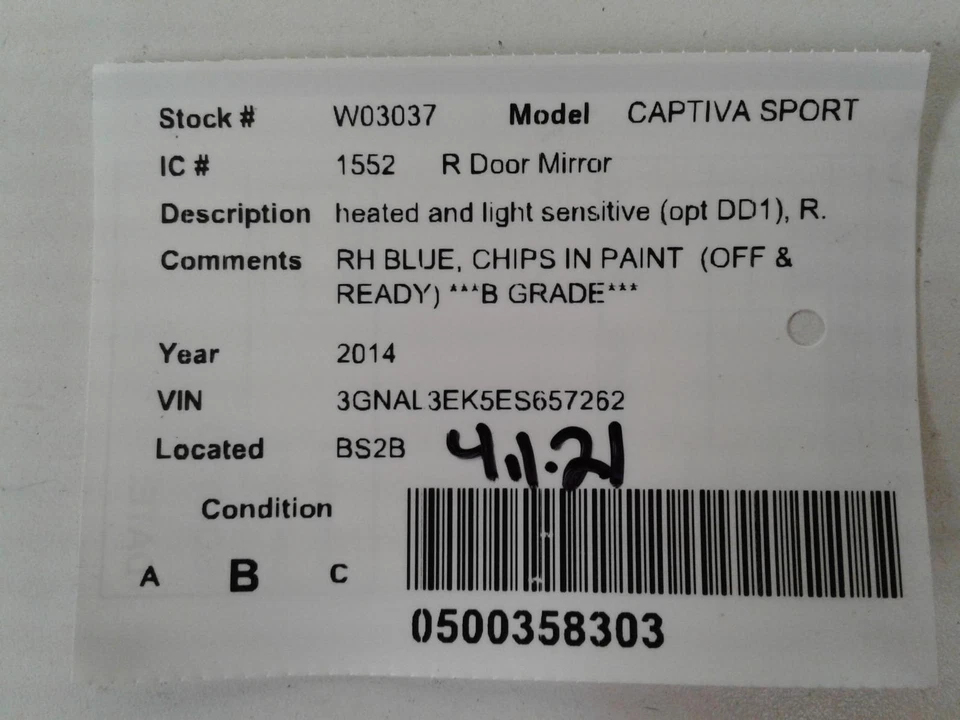 Stock # W03037 Model CAPTIVA SPORT
IC # 1552 R Door Mirror
Description heated and light sensitive (opt DD1), R.
Comments RH BLUE, CHIPS IN PAINT (OFF &
READY) ***B GRADE***
Year 2014
VIN 3GNAL3EK5ES657262
Located BS2B 4.1.21
Condition
A B C
0500358303